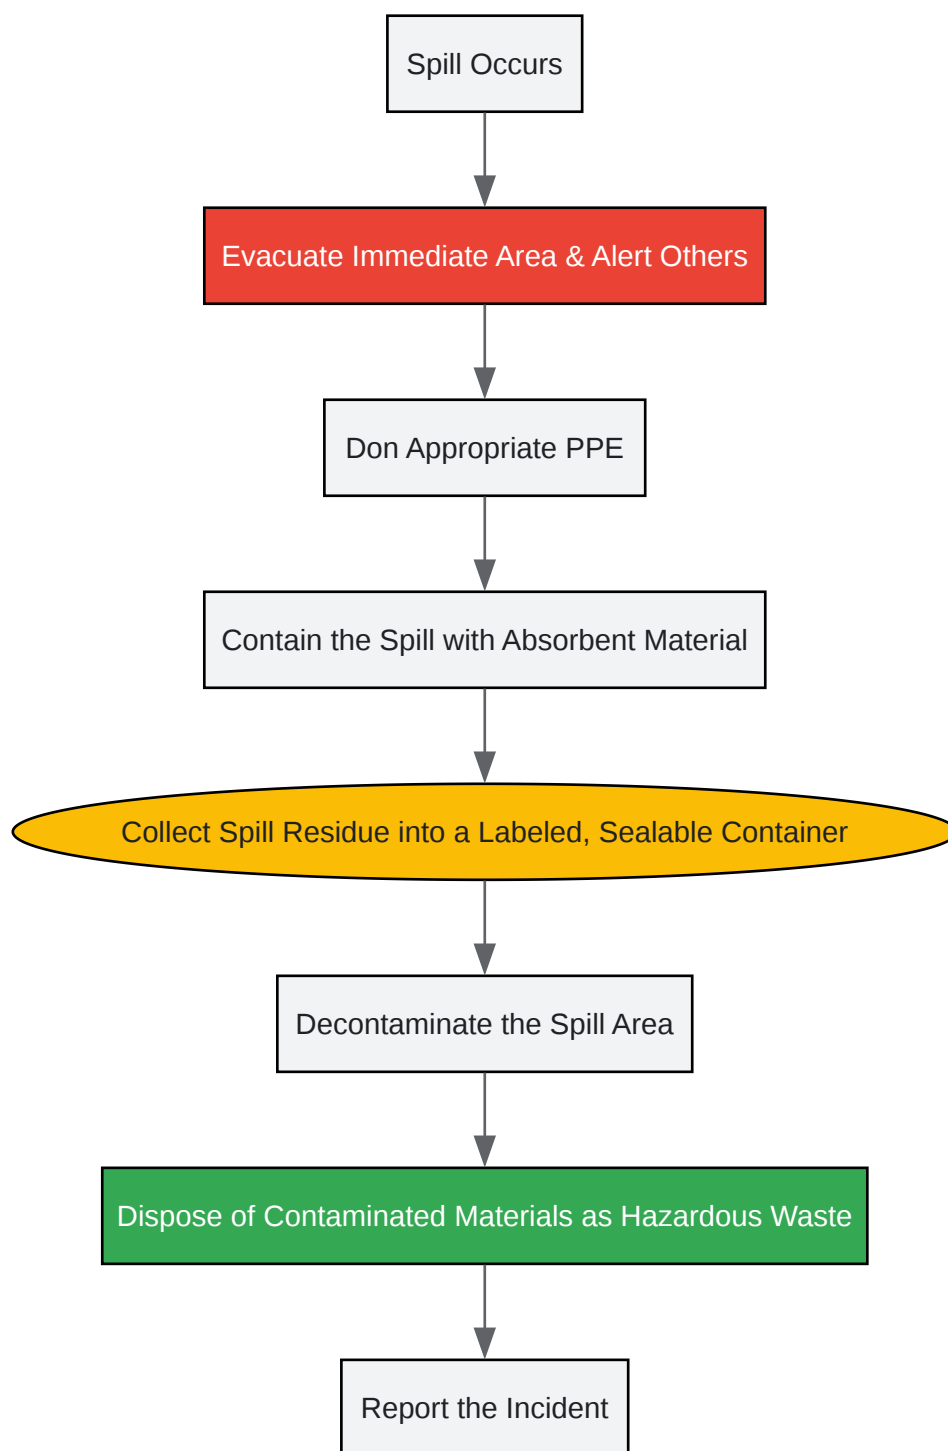 Spill Occurs
Evacuate Immediate Area & Alert Others
Don Appropriate PPE
Contain the Spill with Absorbent Material
Collect Spill Residue into a Labeled, Sealable Container
Decontaminate the Spill Area
Dispose of Contaminated Materials as Hazardous Waste
Report the Incident